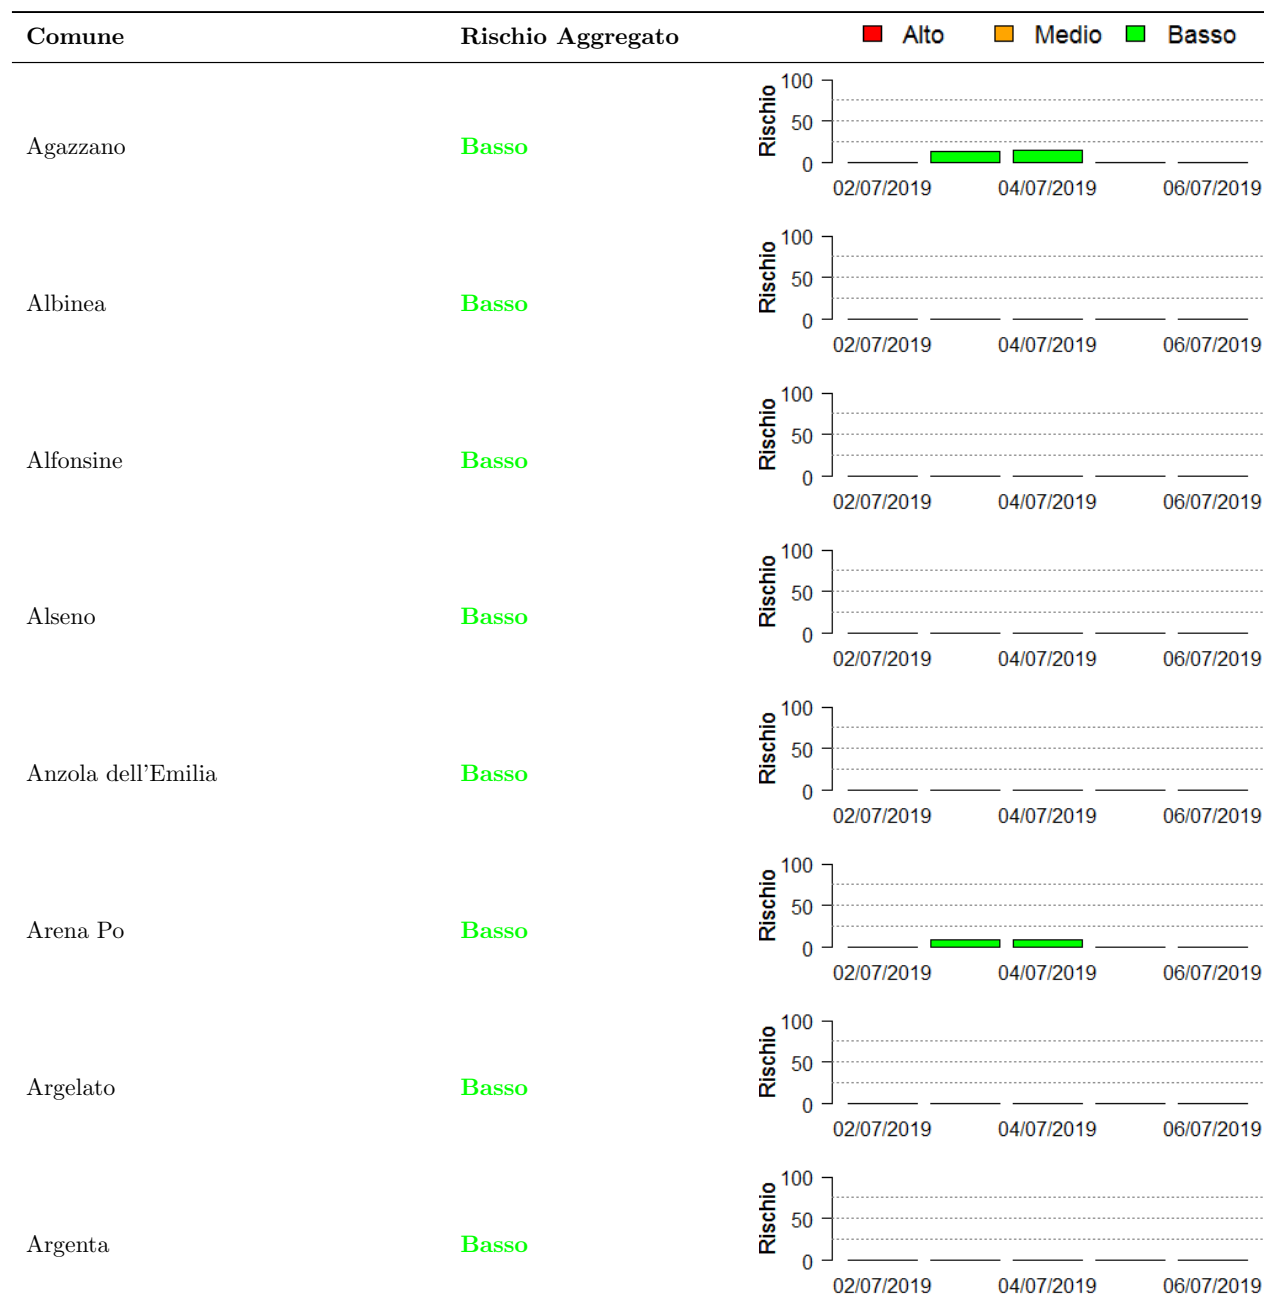 Comune Rischio Aggregato Alto Medio Basso
Agazzano Basso Rischio 100 50 0
02/07/2019 04/07/2019 06/07/2019
Albinea Basso Rischio 100 50 0
02/07/2019 04/07/2019 06/07/2019
Alfonsine Basso Rischio 100 50 0
02/07/2019 04/07/2019 06/07/2019
Alseno Basso Rischio 100 50 0
02/07/2019 04/07/2019 06/07/2019
Anzola dell'Emilia Basso Rischio 100 50 0
02/07/2019 04/07/2019 06/07/2019
Arena Po Basso Rischio 100 50 0
02/07/2019 04/07/2019 06/07/2019
Argelato Basso Rischio 100 50 0
02/07/2019 04/07/2019 06/07/2019
Argenta Basso Rischio 100 50 0
02/07/2019 04/07/2019 06/07/2019